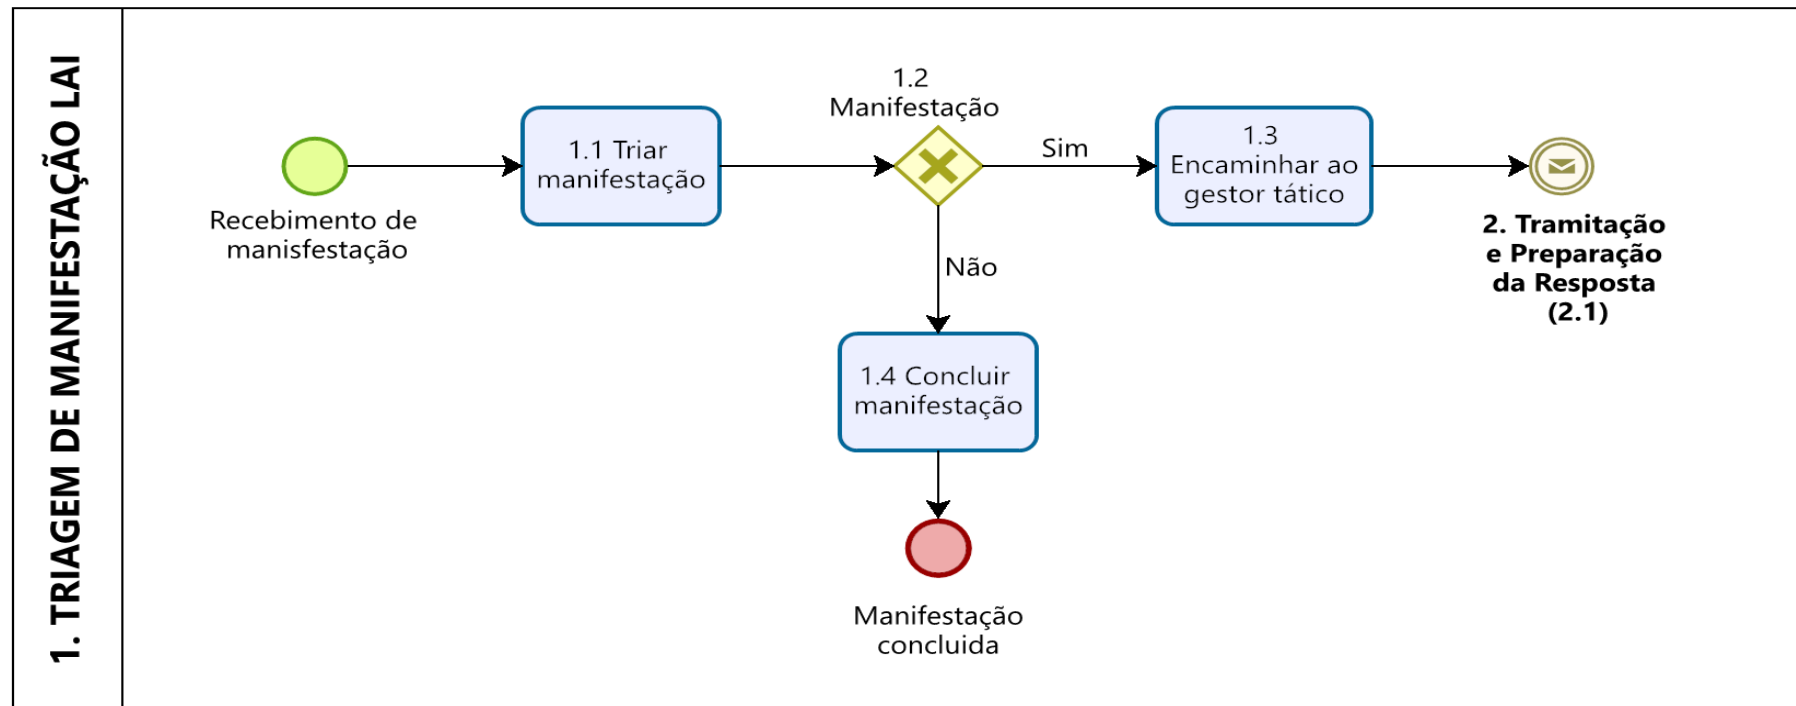 1. TRIAGEM DE MANIFESTAÇÃO LAI
Recebimento de
manisfestação
1.1 Triar
manifestação
1.2
Manifestação
Sim
Não
1.3
Encaminhar ao
gestor tático
2. Tramitação
e Preparação
da Resposta
(2.1)
1.4 Concluir
manifestação
Manifestação
concluida